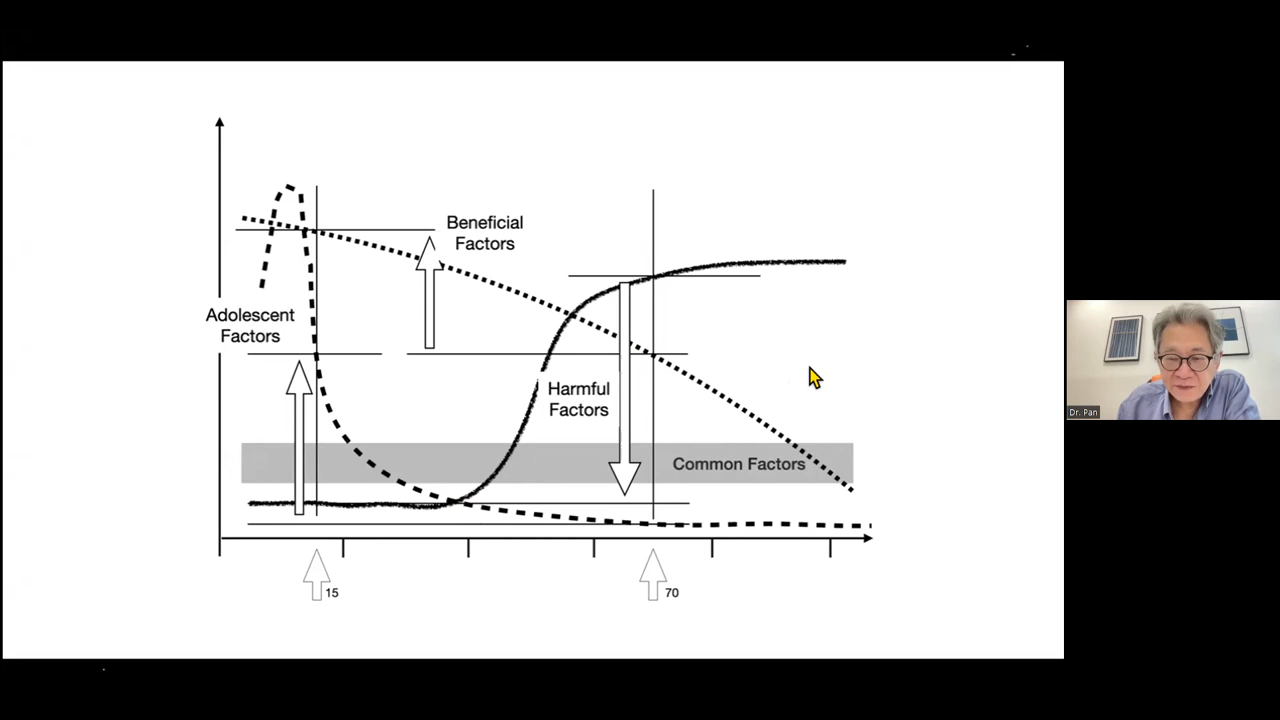 Beneficial
Factors
Adolescent
Factors
Harmful
Factors
Common Factors
15
70
Dr. Pan